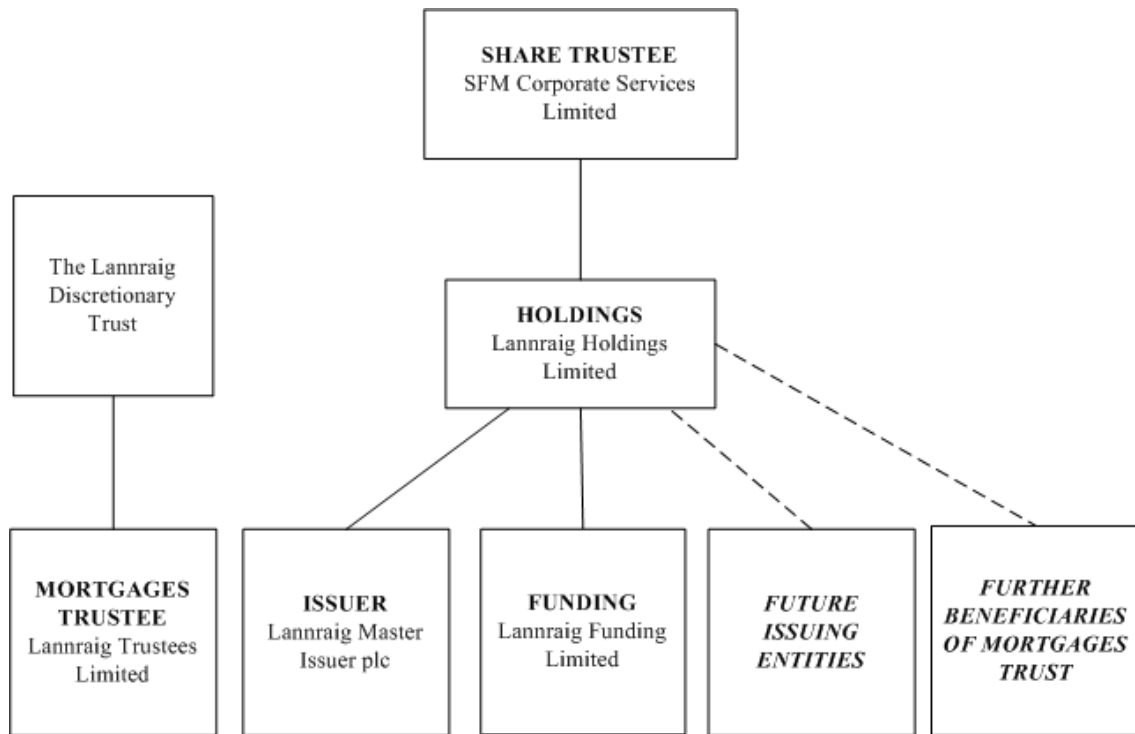 SHARE TRUSTEE
SFM Corporate Services
Limited
The Lannraig
Discretionary
Trust
HOLDINGS
Lannraig Holdings
Limited
MORTGAGES
TRUSTEE
Lannraig Trustees
Limited
ISSUER
Lannraig Master
Issuer plc
FUNDING
Lannraig Funding
Limited
FUTURE
ISSUING
ENTITIES
FURTHER
BENEFICIARIES
OF MORTGAGES
TRUST